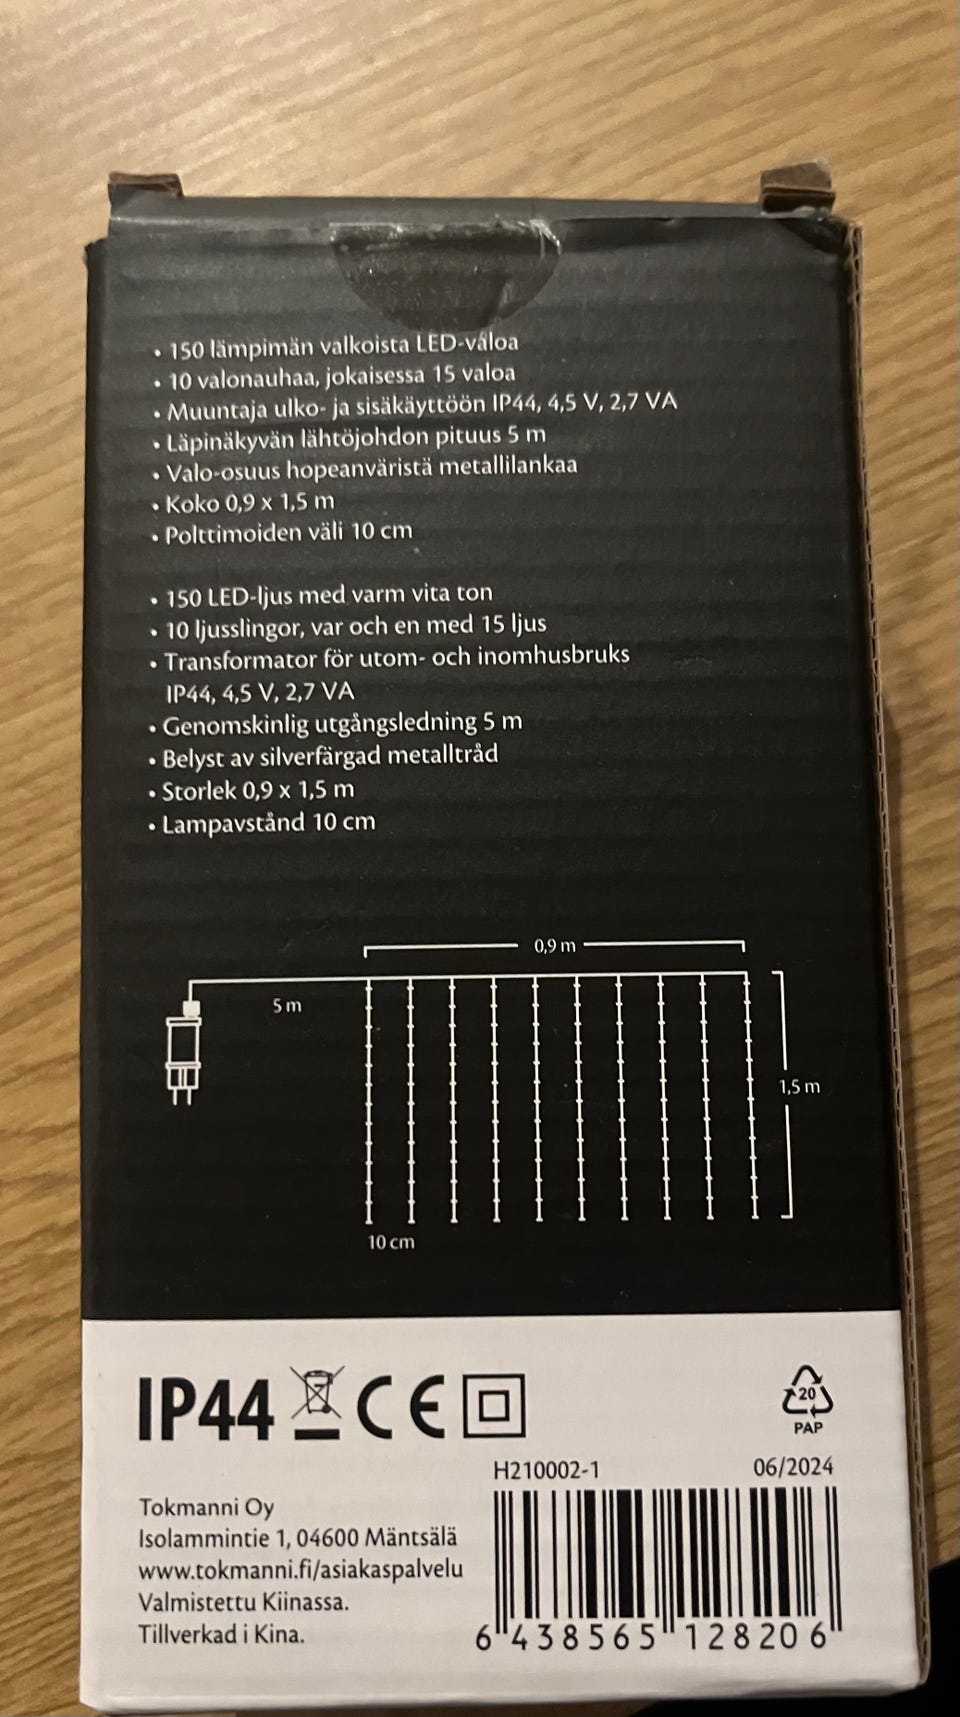 • 150 lämpimän valkoista LED-valoa
• 10 valonauhaa, jokaisessa 15 valoa
• Muuntaja ulko- ja sisäkäyttöön IP44, 4,5 V, 2,7 VA
• Läpinäkyvän lähtöjohdon pituus 5 m
• Valo-osuus hopeanväristä metallilankaa
• Koko 0,9 x 1,5 m
• Polttimoiden väli 10 cm
• 150 LED-ljus med varm vita ton
• 10 ljusslingor, var och en med 15 ljus
• Transformator för utom- och inomhusbruks
IP44, 4,5 V, 2,7 VA
• Genomskinlig utgångsledning 5 m
• Belyst av silverfärgad metalltråd
• Storlek 0,9 x 1,5 m
• Lampavstånd 10 cm
0,9 m
5 m
1,5 m
10 cm
IP44 CE
20
PAP
H210002-1 06/2024
Tokmanni Oy
Isolammintie 1, 04600 Mäntsälä
www.tokmanni.fi/asiakaspalvelu
Valmistettu Kiinassa.
Tillverkad i Kina.
6 438565 128206